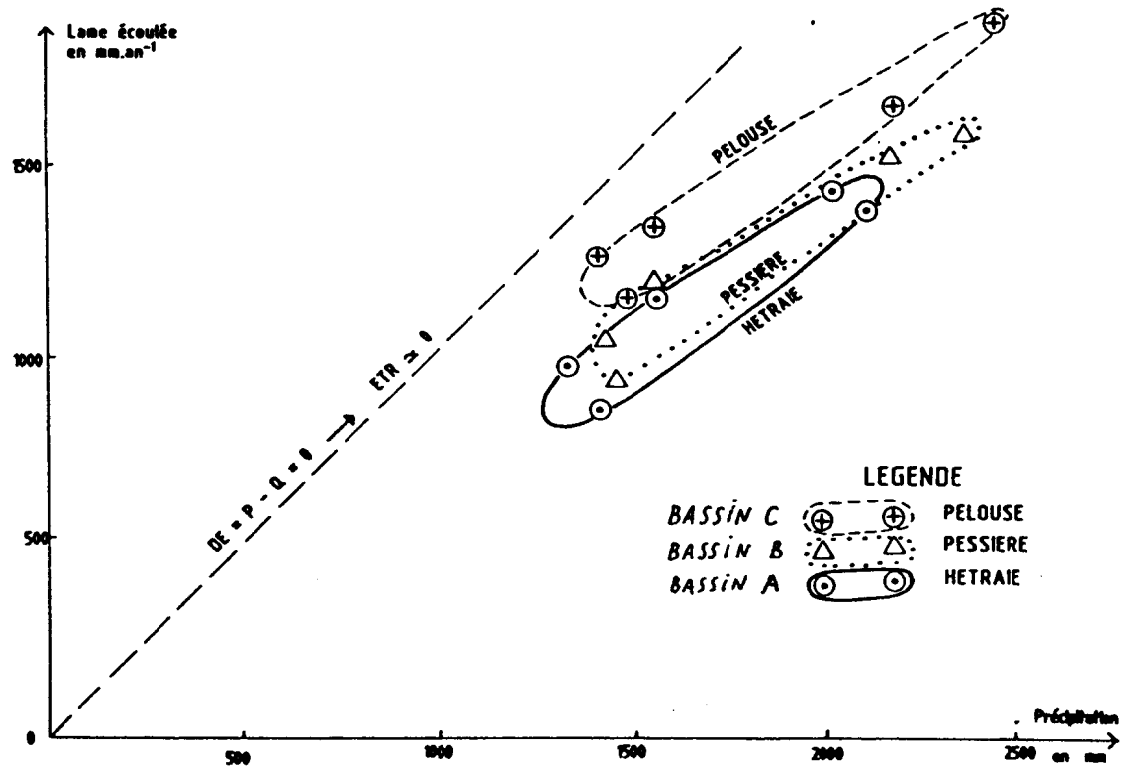 Lame écoulée
en mm.an⁻¹
1500
1000
500
0
500
1000
1500
2000
2500
Précipitation
en mm
DE = P - Q = 0 → ETR ≃ 0
PELOUSE
PESSIERE
HETRAIE
LEGENDE
BASSIN C PELOUSE
BASSIN B PESSIERE
BASSIN A HETRAIE